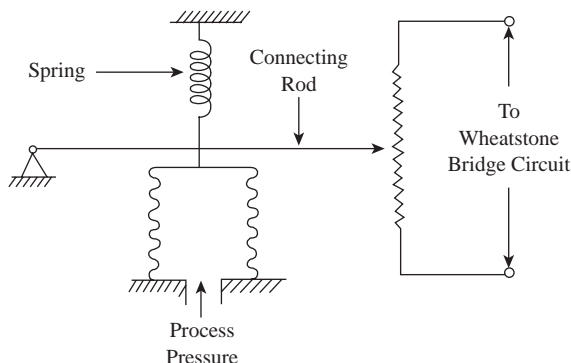 Spring
Connecting
Rod
To
Wheatstone
Bridge Circuit
Process
Pressure